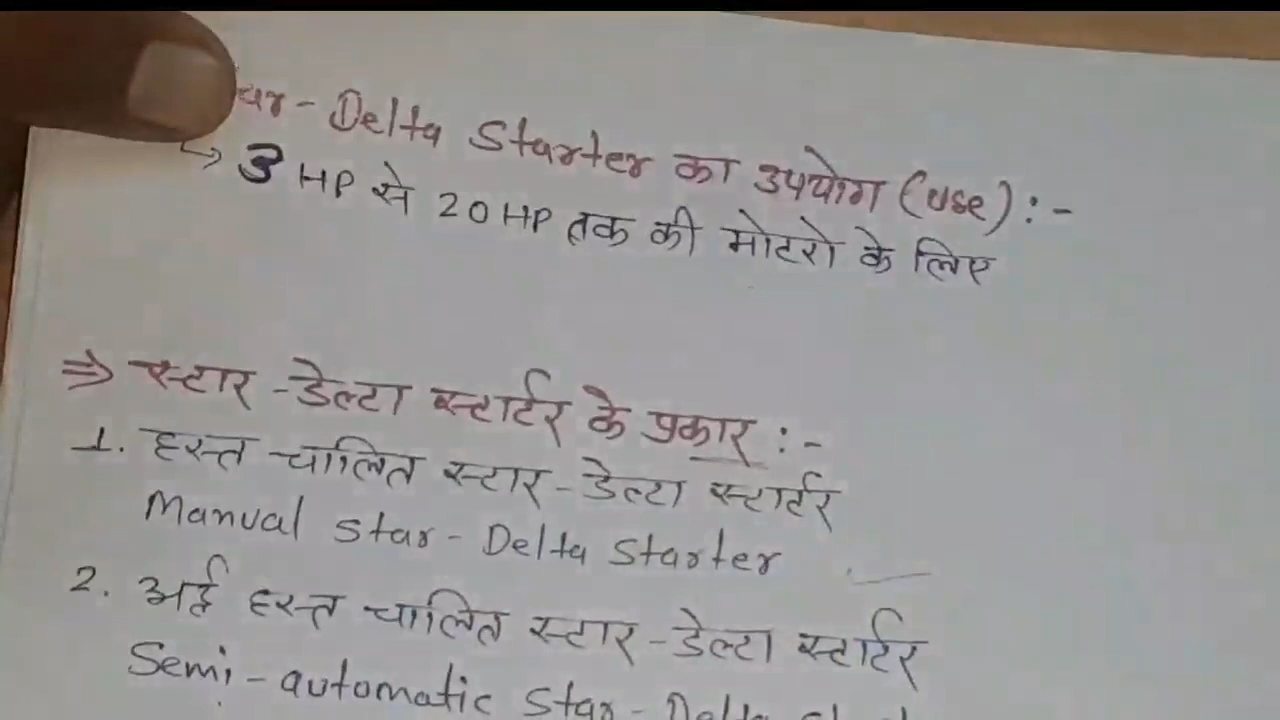 -Delta Starter का उपयोग (use) :-
↳ 3 HP से 20 HP तक की मोटरो के लिए
⇒ स्टार-डेल्टा स्टार्टर के प्रकार :-
1. हस्त चालित स्टार-डेल्टा स्टार्टर
Manual Star-Delta Starter
2. अर्द्ध हस्त चालित स्टार-डेल्टा स्टार्टर
Semi-automatic Star-Delta